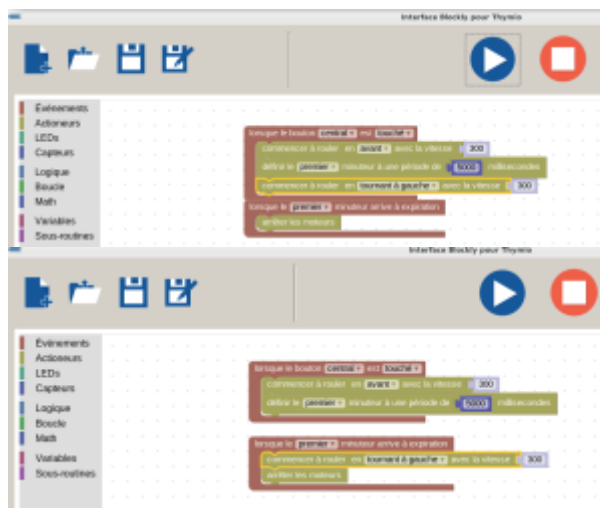 Interface Blockly pour Thymio
Événements
Actioneurs
LEDs
Capteurs
Logique
Boucle
Math
Variables
Sous-routines
lorsque le bouton central est touché
commencer à rouler en avant avec la vitesse 300
définir le premier minuteur à une période de 5000 millisecondes
commencer à rouler en tournant à gauche avec la vitesse 300
lorsque le premier minuteur arrive à expiration
arrêter les moteurs
Interface Blockly pour Thymio
Événements
Actioneurs
LEDs
Capteurs
Logique
Boucle
Math
Variables
Sous-routines
lorsque le bouton central est touché
commencer à rouler en avant avec la vitesse 300
définir le premier minuteur à une période de 5000 millisecondes
lorsque le premier minuteur arrive à expiration
commencer à rouler en tournant à gauche avec la vitesse 300
arrêter les moteurs